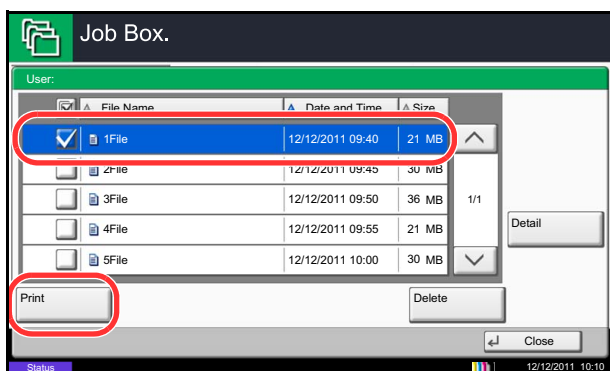 Job Box.
User:
File Name Date and Time Size
1File 12/12/2011 09:40 21 MB
2File 12/12/2011 09:45 30 MB
3File 12/12/2011 09:50 36 MB 1/1
4File 12/12/2011 09:55 21 MB Detail
5File 12/12/2011 10:00 30 MB
Print Delete
Close
Status 12/12/2011 10:10